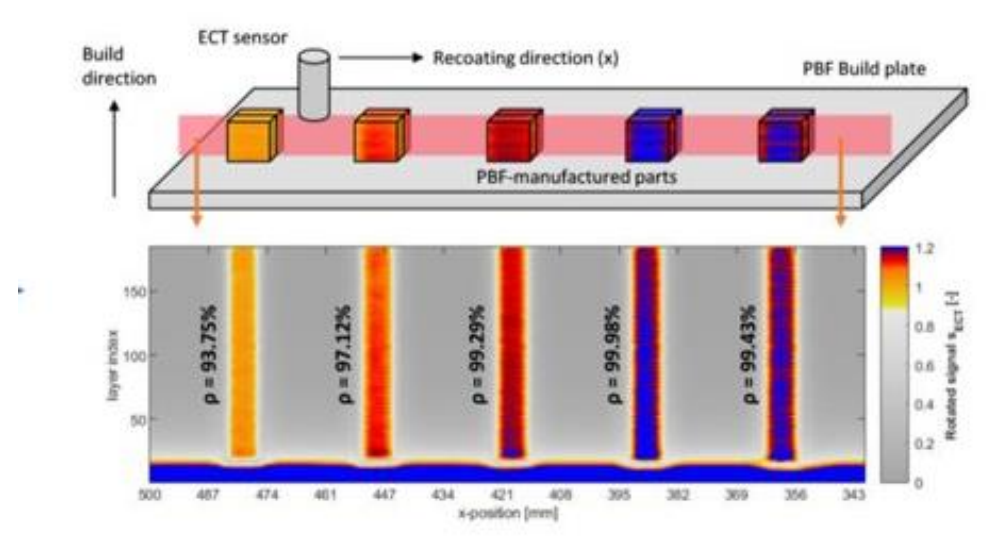 ECT sensor
Build
direction
Recoating direction (x)
PBF Build plate
PBF-manufactured parts
150
100
50
layer index
ρ = 93.75%
ρ = 97.12%
ρ = 99.29%
ρ = 99.98%
ρ = 99.43%
500 487 474 461 447 434 421 408 395 382 369 356 343
x-position [mm]
1.2
1
0.8
0.6
0.4
0.2
0
Rotated signal s_ECT [-]